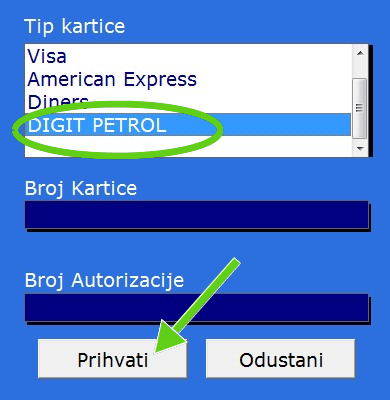 Tip kartice
Visa
American Express
Diners
DIGIT PETROL
Broj Kartice
Broj Autorizacije
Prihvati
Odustani